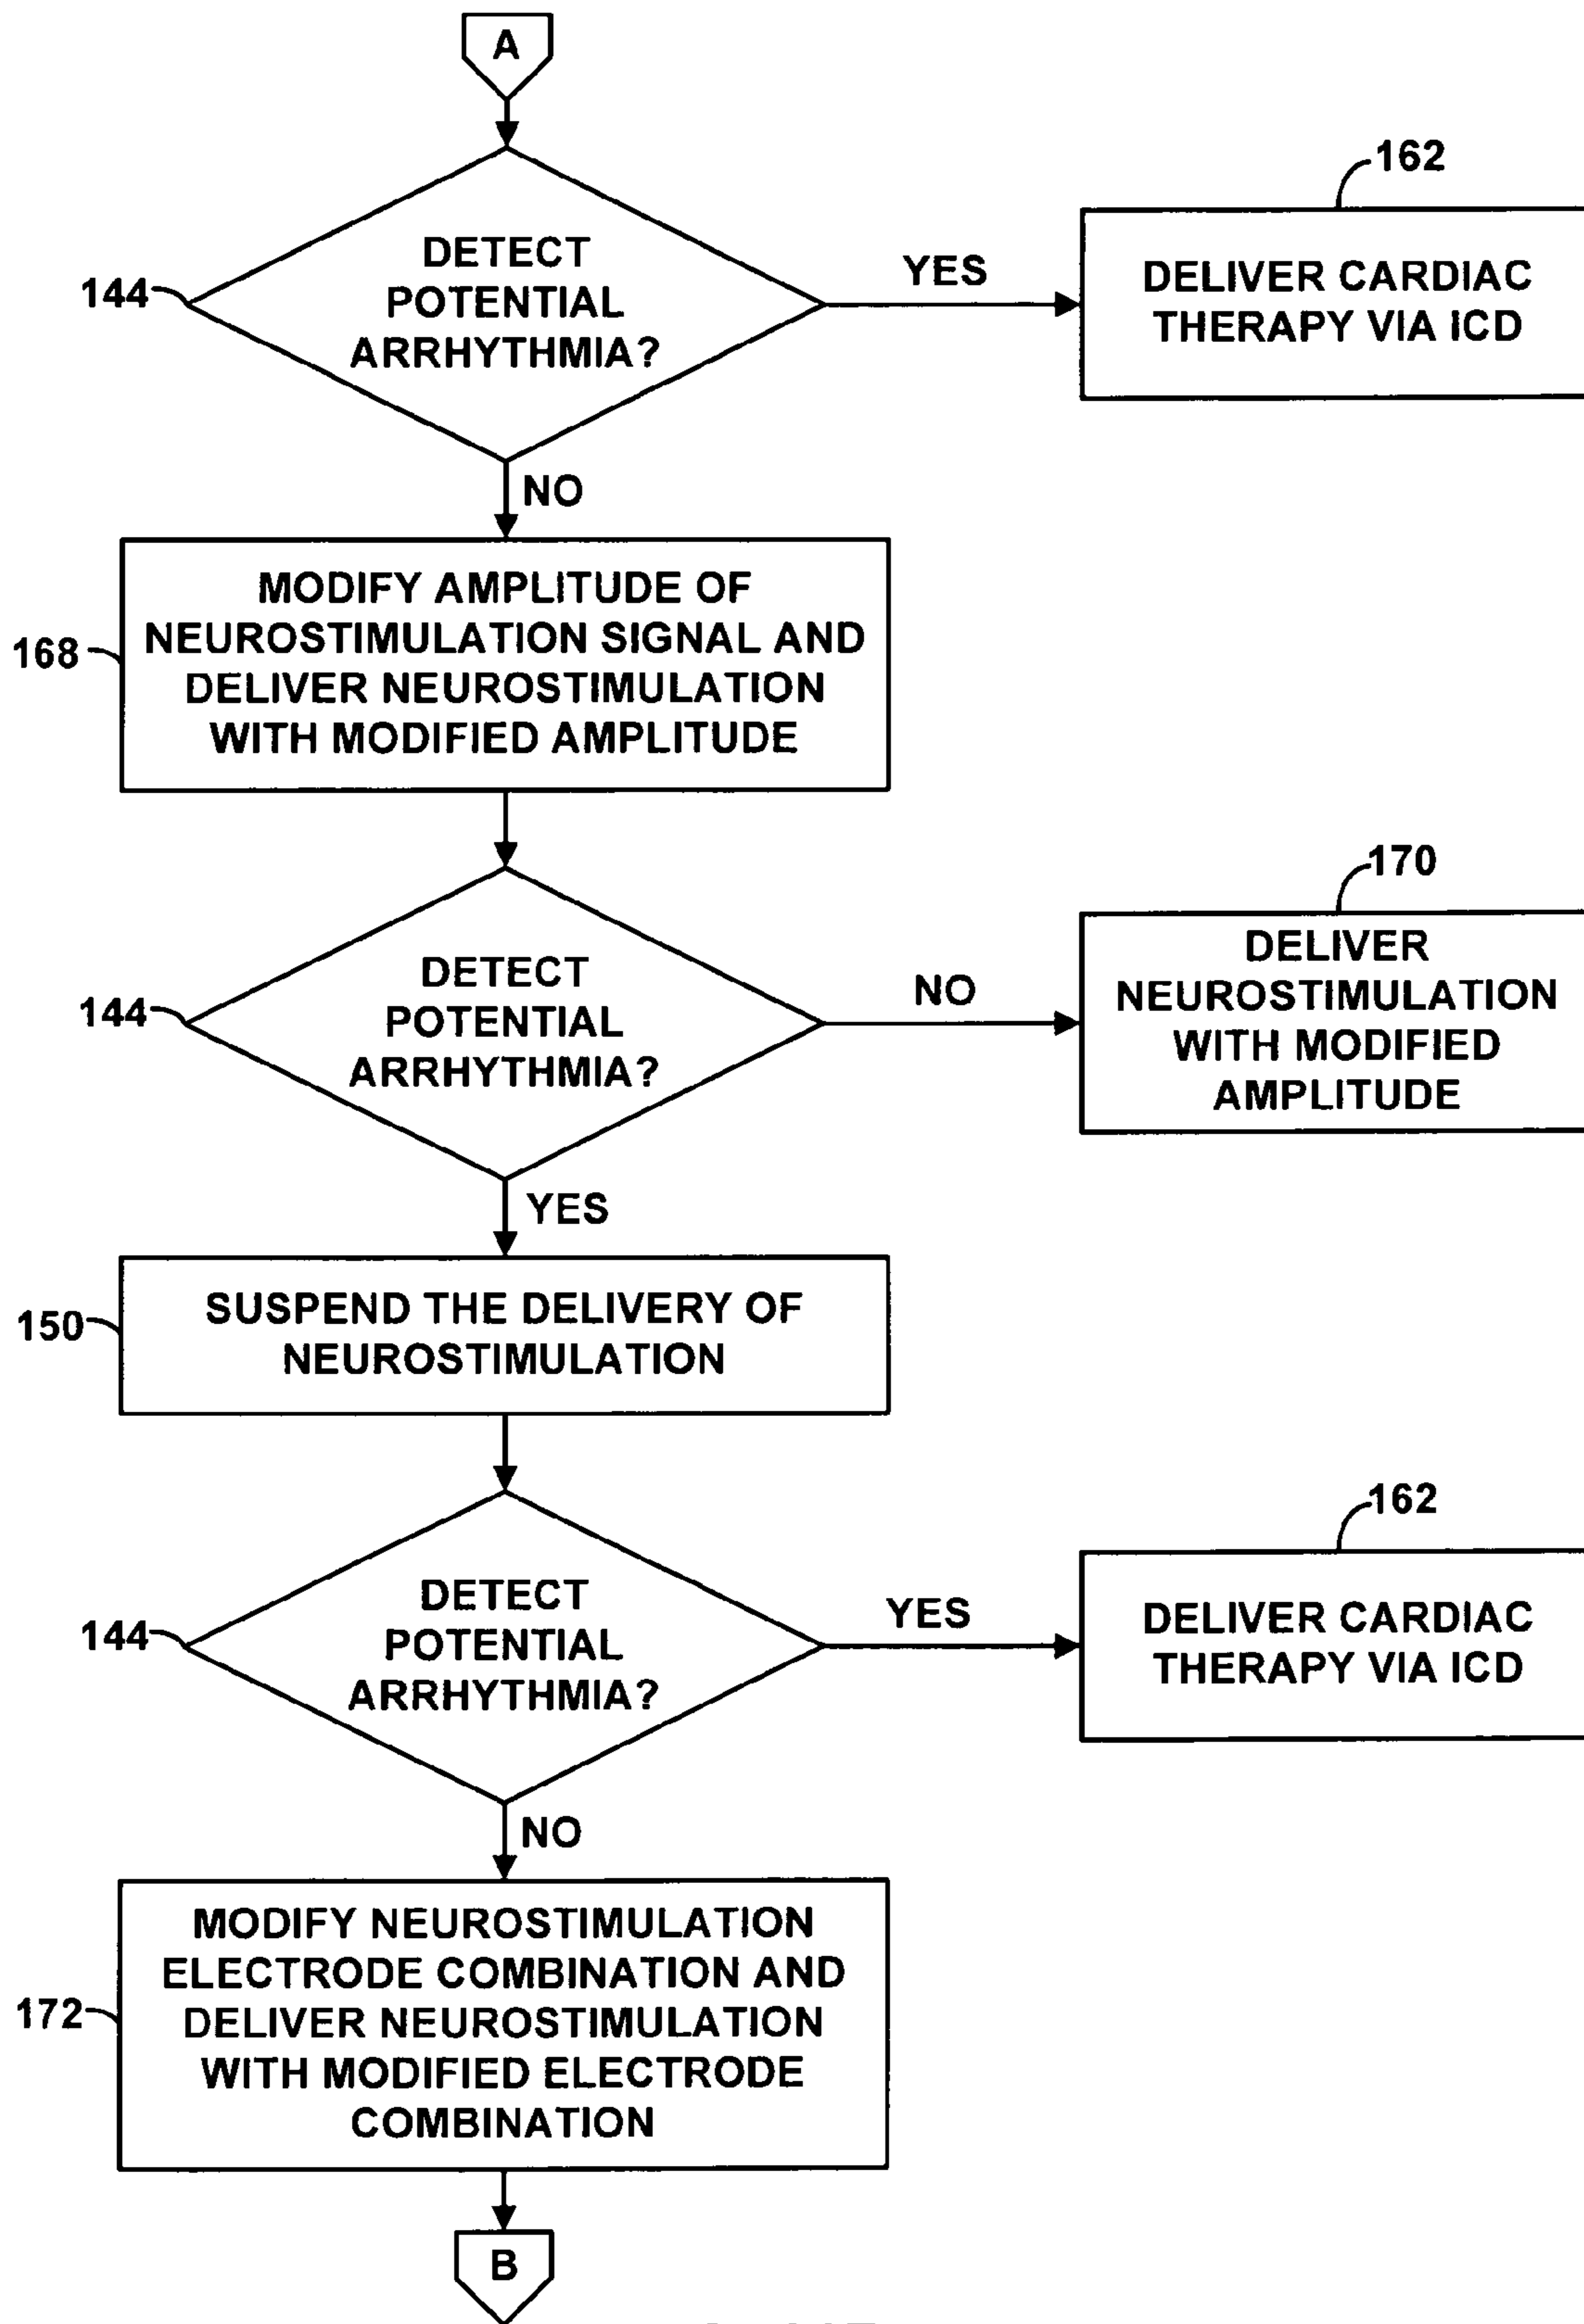 A
144
DETECT
POTENTIAL
ARRHYTHMIA?
YES
162
DELIVER CARDIAC
THERAPY VIA ICD
NO
168
MODIFY AMPLITUDE OF
NEUROSTIMULATION SIGNAL AND
DELIVER NEUROSTIMULATION
WITH MODIFIED AMPLITUDE
144
DETECT
POTENTIAL
ARRHYTHMIA?
NO
170
DELIVER
NEUROSTIMULATION
WITH MODIFIED
AMPLITUDE
YES
150
SUSPEND THE DELIVERY OF
NEUROSTIMULATION
144
DETECT
POTENTIAL
ARRHYTHMIA?
YES
162
DELIVER CARDIAC
THERAPY VIA ICD
NO
172
MODIFY NEUROSTIMULATION
ELECTRODE COMBINATION AND
DELIVER NEUROSTIMULATION
WITH MODIFIED ELECTRODE
COMBINATION
B